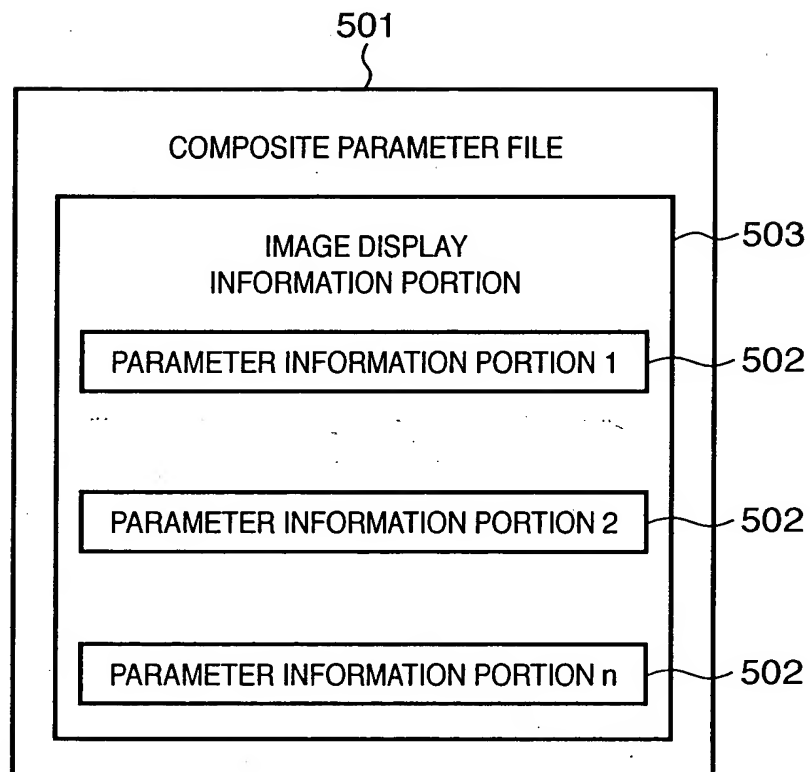 501
COMPOSITE PARAMETER FILE
IMAGE DISPLAY
INFORMATION PORTION
503
PARAMETER INFORMATION PORTION 1
502
PARAMETER INFORMATION PORTION 2
502
PARAMETER INFORMATION PORTION n
502